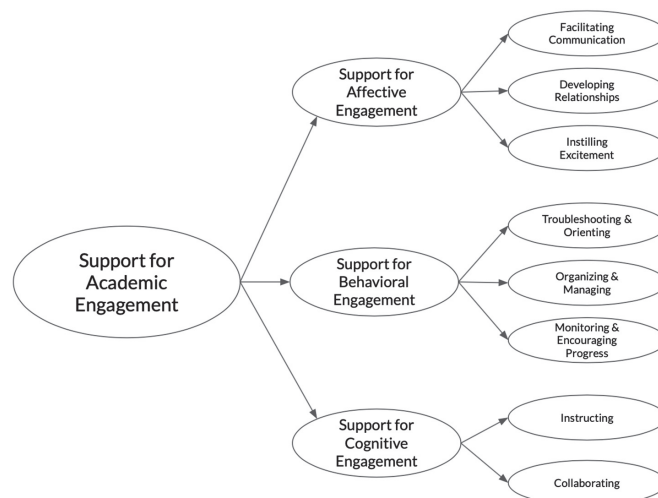 Facilitating
Communication
Support for
Affective
Engagement
Developing
Relationships
Instilling
Excitement
Support for
Academic
Engagement
Troubleshooting &
Orienting
Support for
Behavioral
Engagement
Organizing &
Managing
Monitoring &
Encouraging
Progress
Support for
Cognitive
Engagement
Instructing
Collaborating